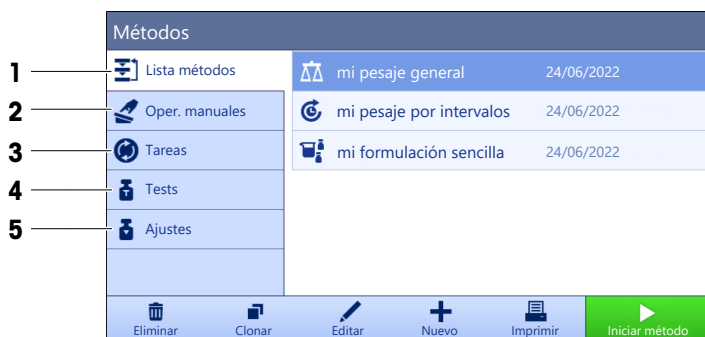 Métodos
1 Lista métodos
2 Oper. manuales
3 Tareas
4 Tests
5 Ajustes
mi pesaje general 24/06/2022
mi pesaje por intervalos 24/06/2022
mi formulación sencilla 24/06/2022
Eliminar Clonar Editar Nuevo Imprimir Iniciar método